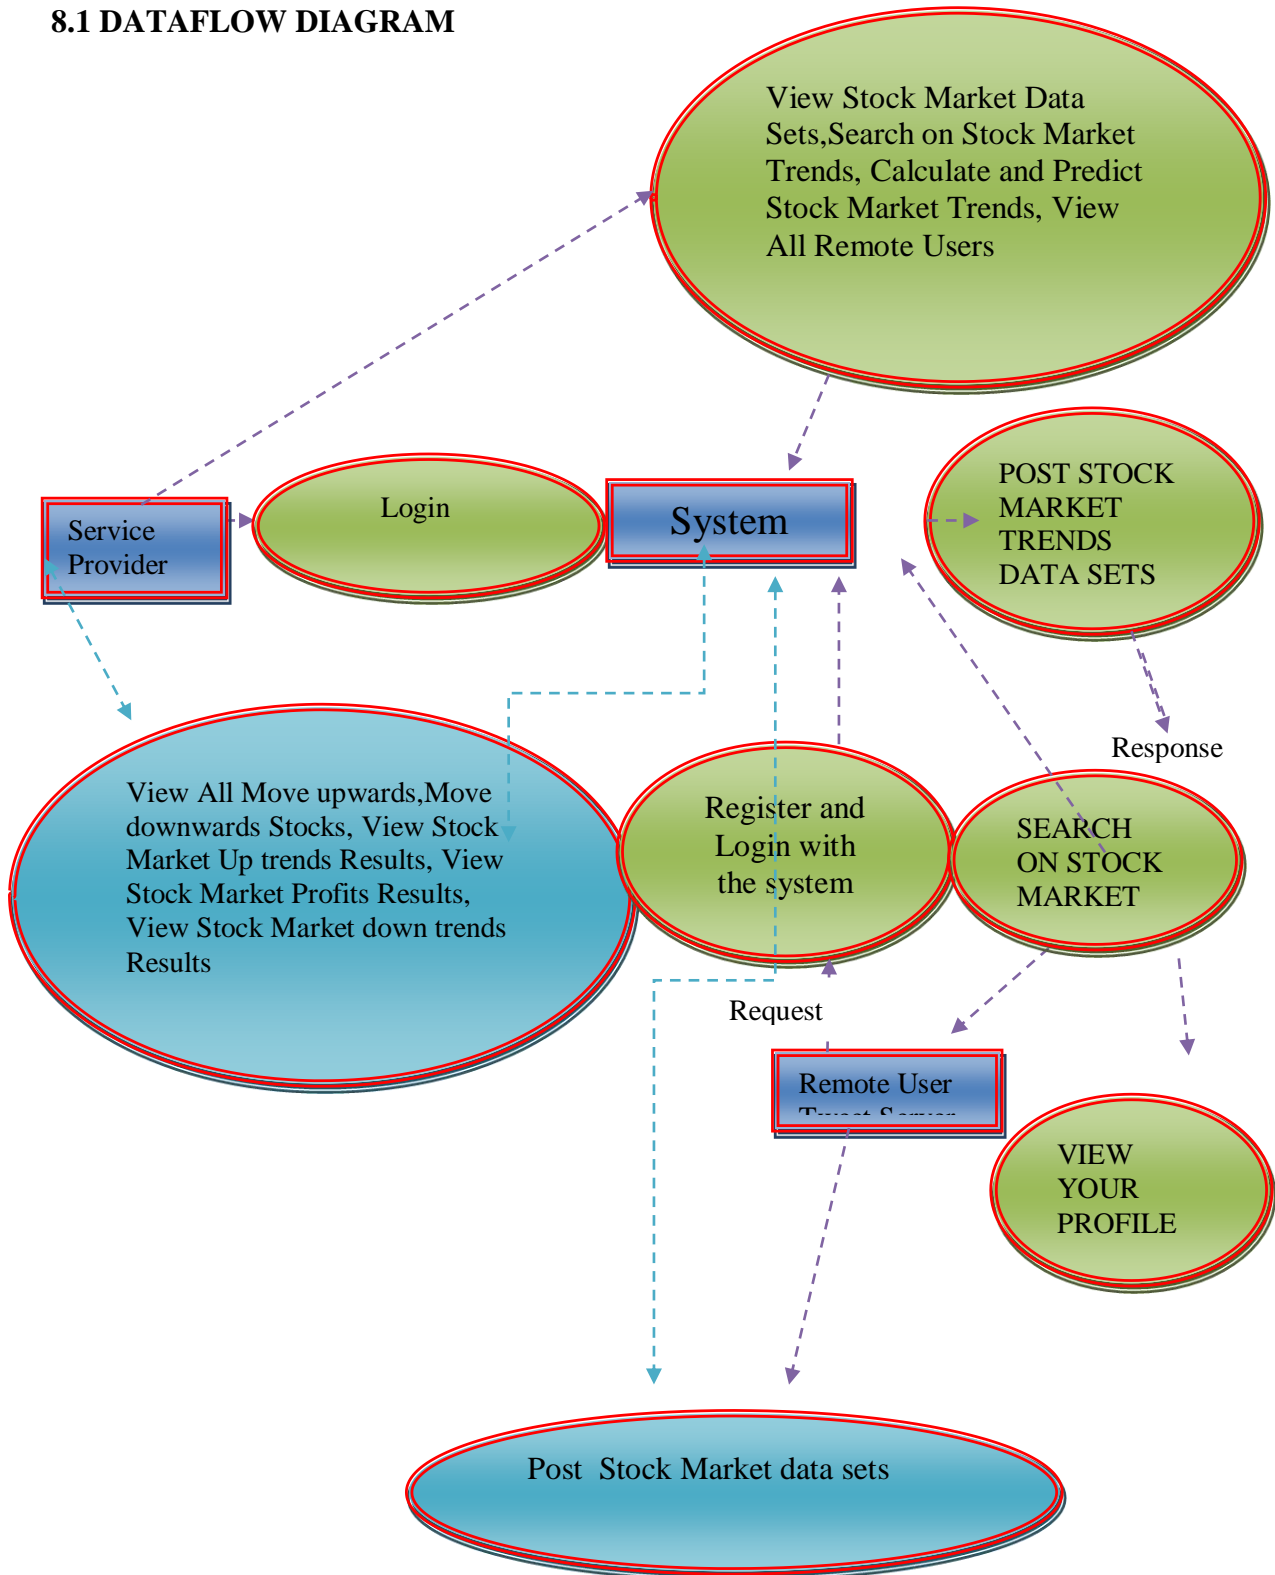 8.1 DATAFLOW DIAGRAM
View Stock Market Data
Sets,Search on Stock Market
Trends, Calculate and Predict
Stock Market Trends, View
All Remote Users
POST STOCK
MARKET
TRENDS
DATA SETS
Login
System
Service
Provider
Response
View All Move upwards,Move
downwards Stocks, View Stock
Market Up trends Results, View
Stock Market Profits Results,
View Stock Market down trends
Results
Register and
Login with
the system
SEARCH
ON STOCK
MARKET
Request
Remote User
Tweet Server
VIEW
YOUR
PROFILE
Post  Stock Market data sets